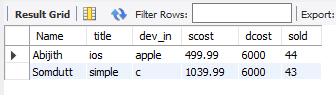 Result Grid Filter Rows: Export:
Name title dev_in scost dcost sold
Abijith ios apple 499.99 6000 44
Somdutt simple c 1039.99 6000 43